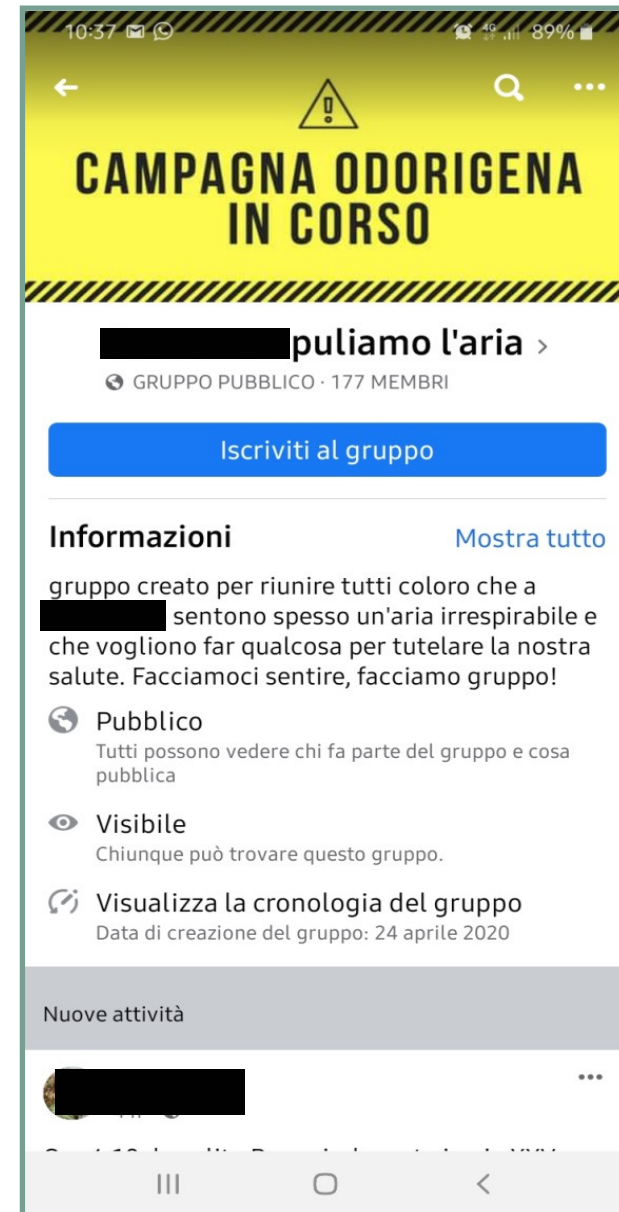 10:37
4G
89%
CAMPAGNA ODORIGENA
IN CORSO
puliamo l'aria >
GRUPPO PUBBLICO · 177 MEMBRI
Iscriviti al gruppo
Informazioni
Mostra tutto
gruppo creato per riunire tutti coloro che a
sentono spesso un'aria irrespirabile e
che vogliono far qualcosa per tutelare la nostra
salute. Facciamoci sentire, facciamo gruppo!
Pubblico
Tutti possono vedere chi fa parte del gruppo e cosa
pubblica
Visibile
Chiunque può trovare questo gruppo.
Visualizza la cronologia del gruppo
Data di creazione del gruppo: 24 aprile 2020
Nuove attività